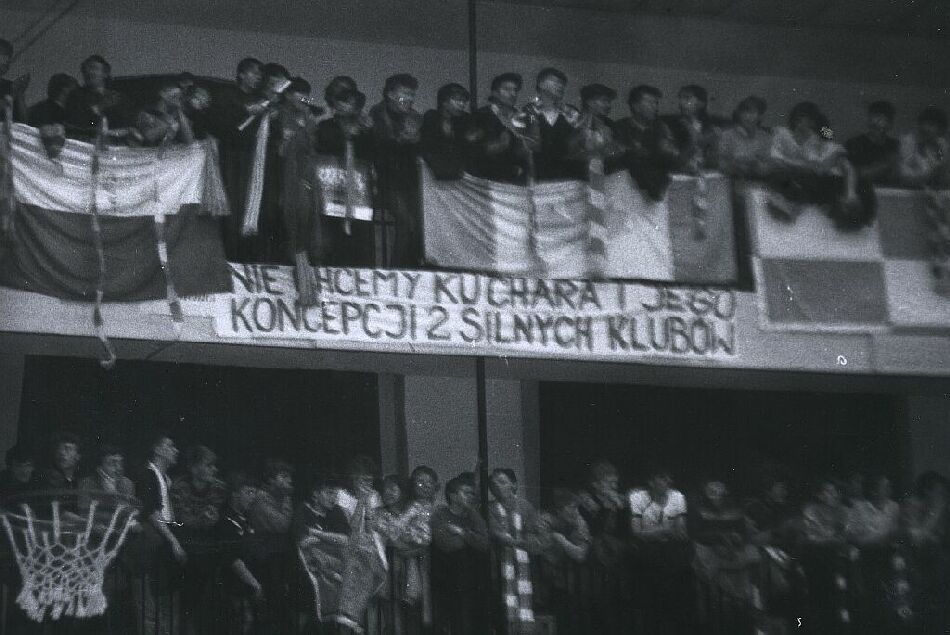 NIE CHCEMY KUCHARA I JEGO
KONCEPCJI 2 SILNYCH KLUBÓW